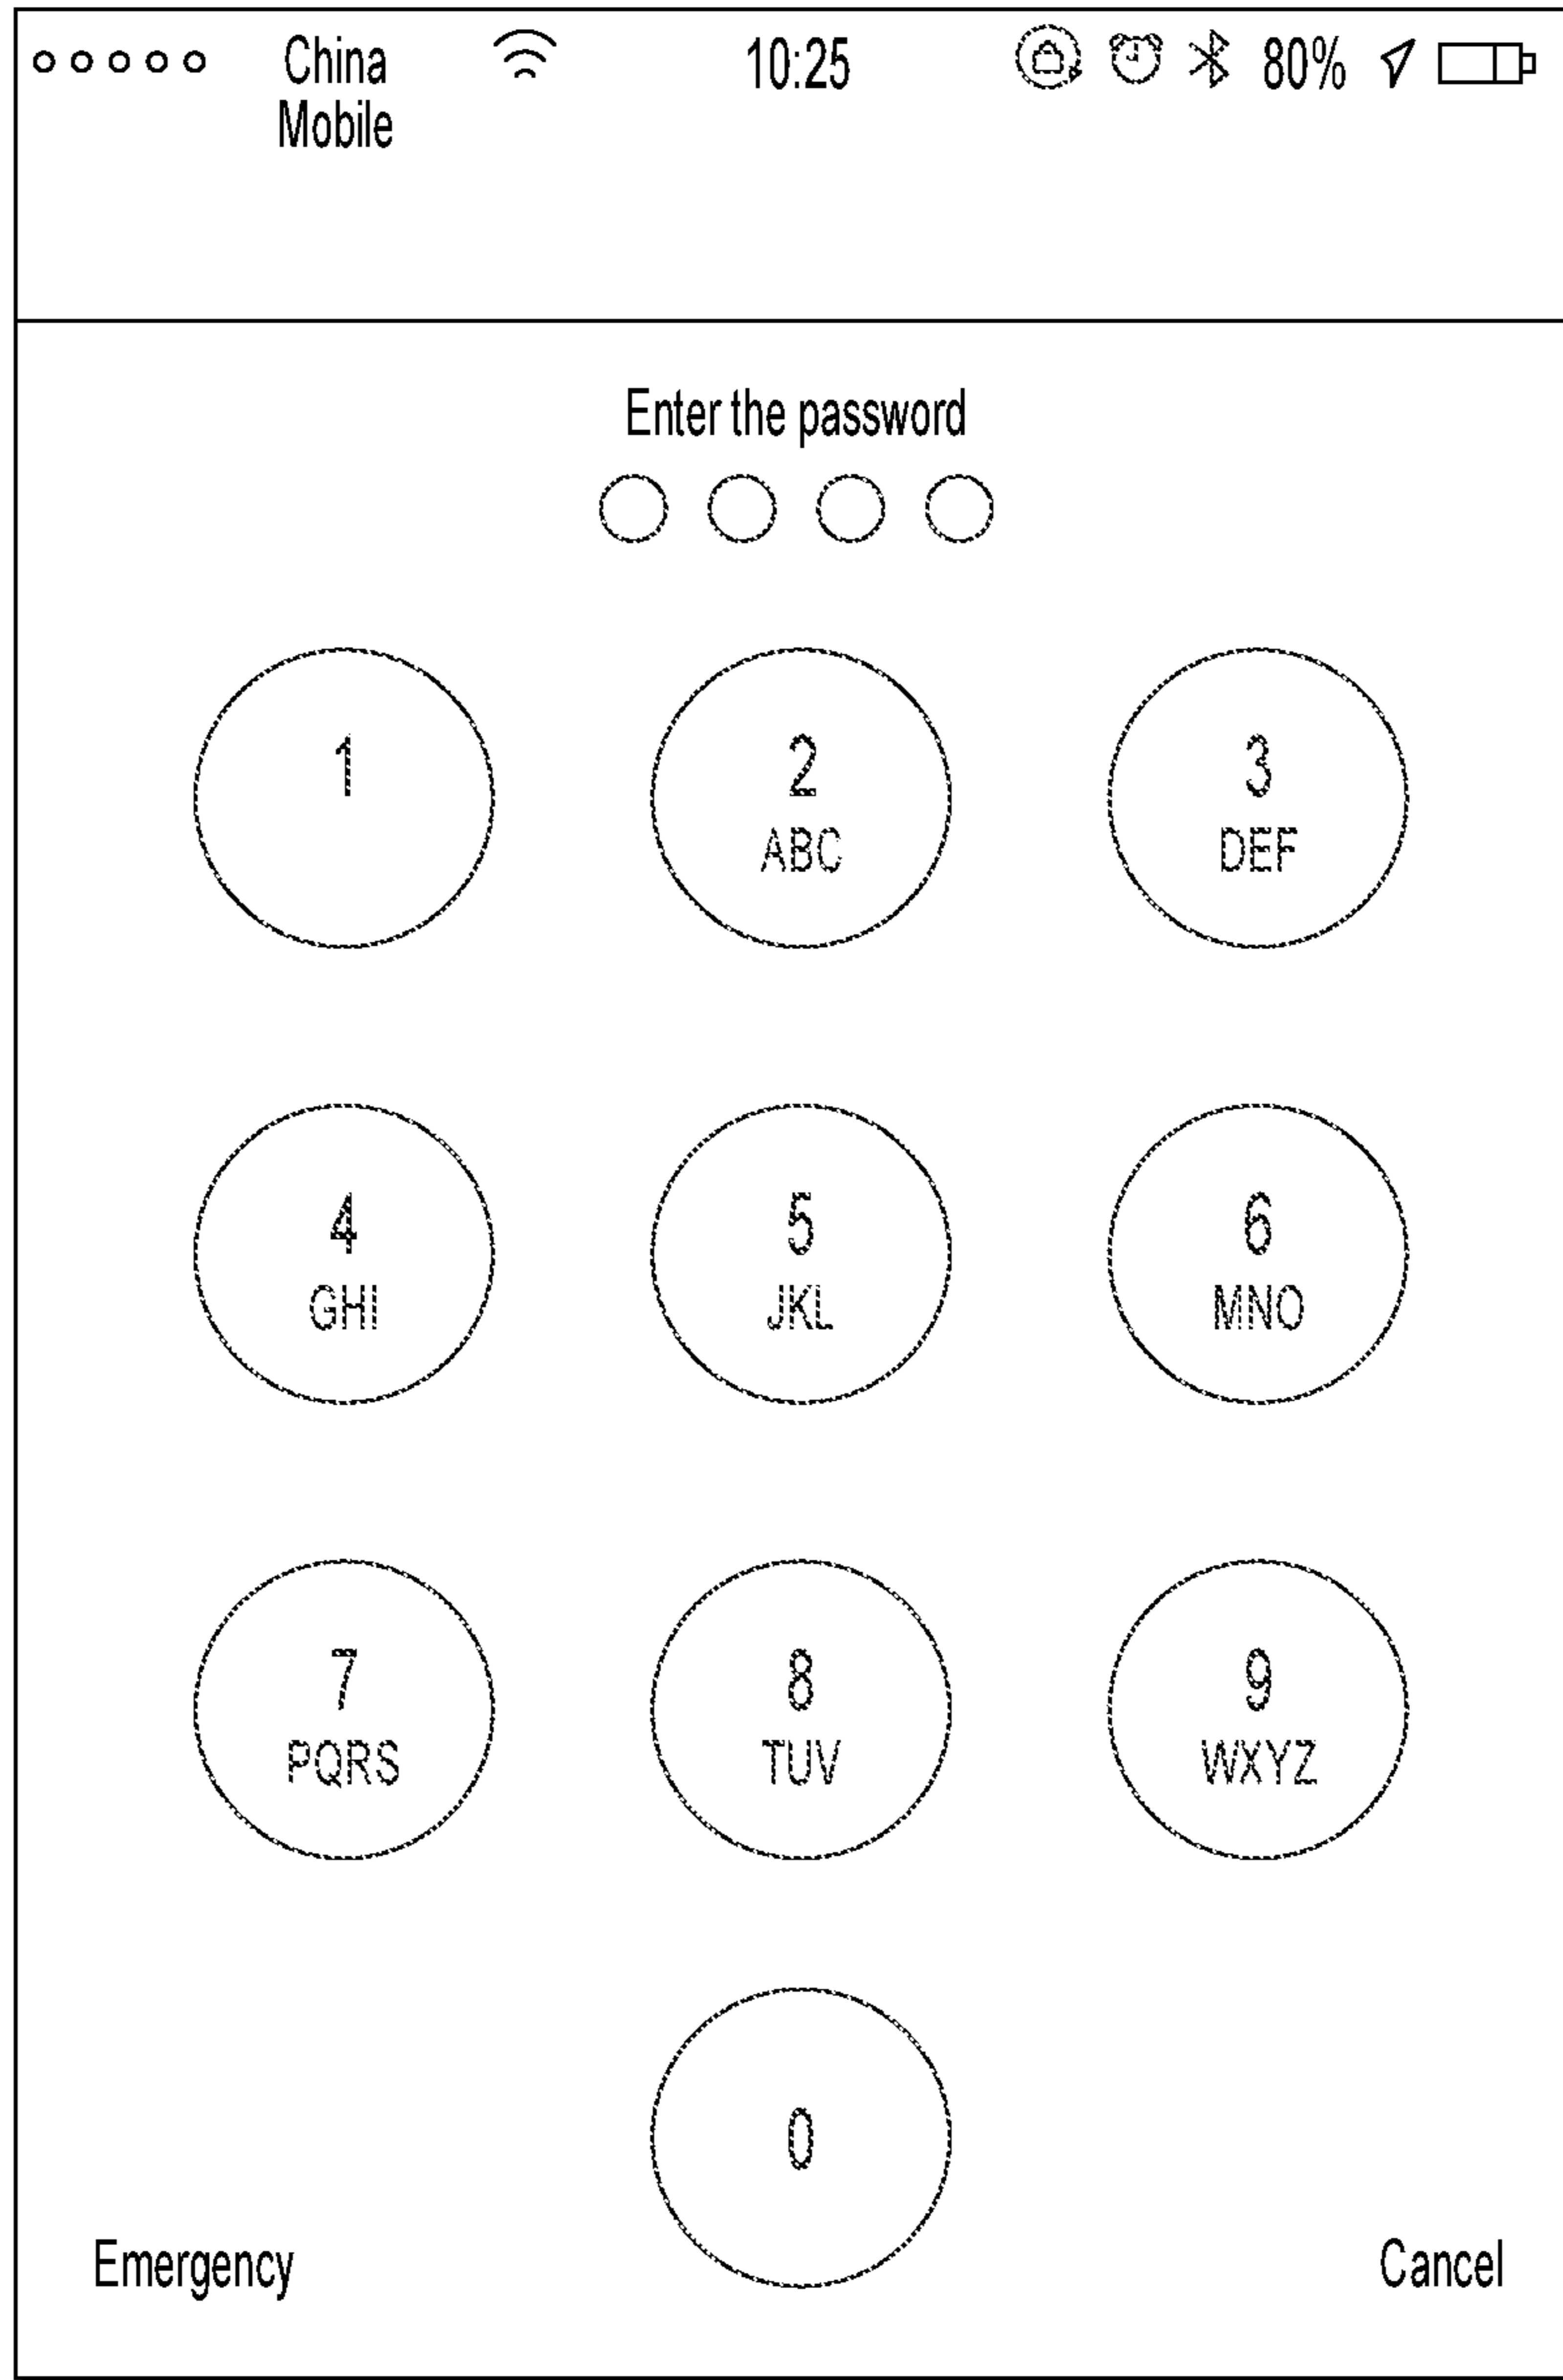 China
Mobile
10:25
80%
Enter the password
1
2
3
ABC
DEF
4
5
6
GHI
JKL
MNO
7
8
9
PQRS
TUV
WXYZ
0
Emergency
Cancel